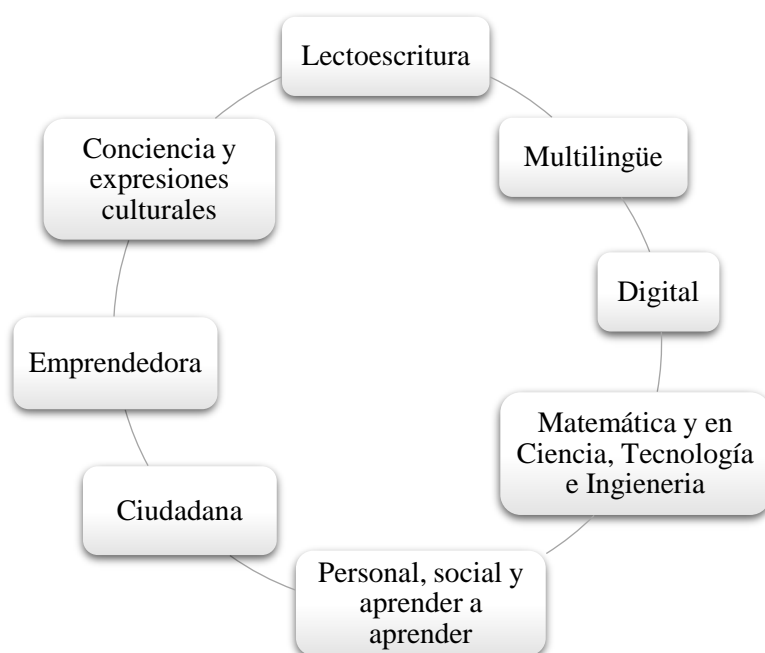 Lectoescritura
Multilingüe
Digital
Matemática y en
Ciencia, Tecnología
e Ingieneria
Personal, social y
aprender a
aprender
Ciudadana
Emprendedora
Conciencia y
expresiones
culturales